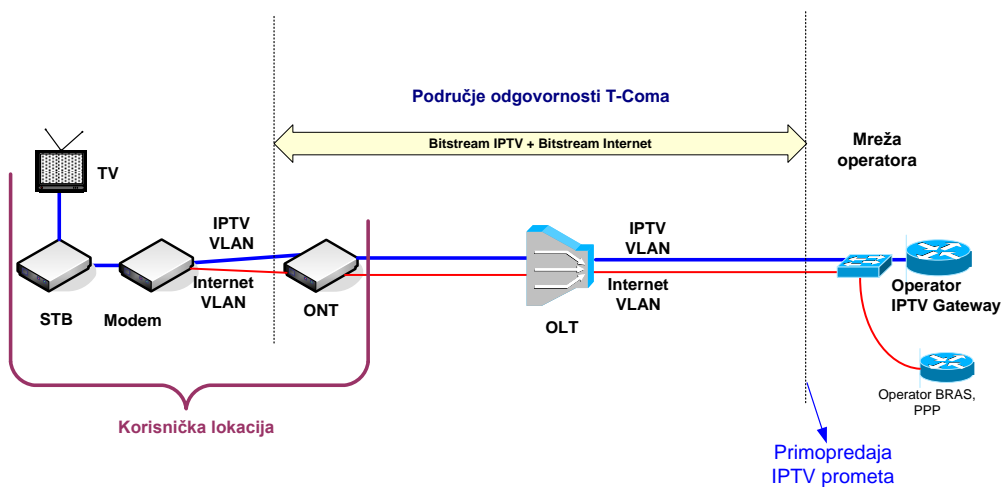 Područje odgovornosti T-Coma
Bitstream IPTV + Bitstream Internet
Mreža
operatora
TV
IPTV
VLAN
Internet
VLAN
STB
Modem
ONT
OLT
IPTV
VLAN
Internet
VLAN
Operator
IPTV Gateway
Operator BRAS,
PPP
Korisnička lokacija
Primopredaja
IPTV prometa